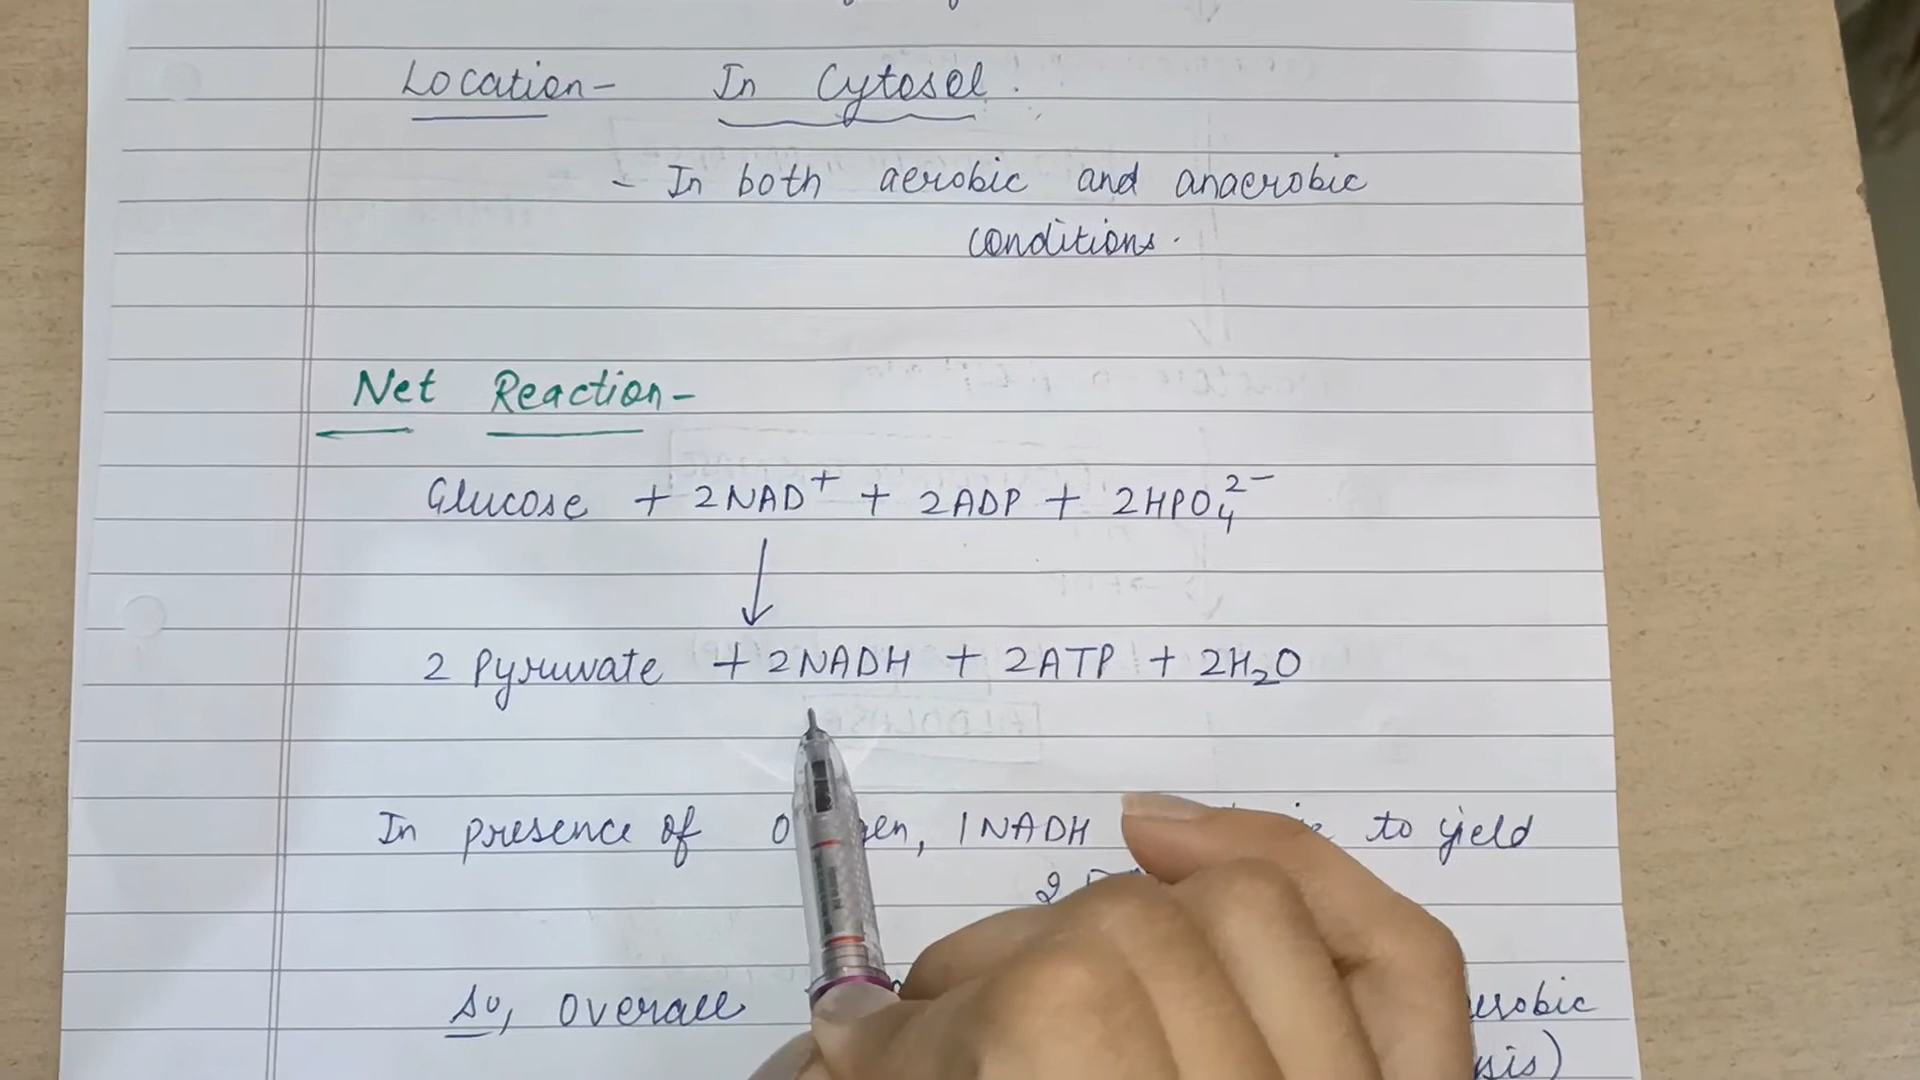 Location - In Cytosol.
- In both aerobic and anaerobic
conditions.
Net Reaction -
Glucose + 2NAD⁺ + 2ADP + 2HPO₄²⁻
↓
2 Pyruvate + 2NADH + 2ATP + 2H₂O
In presence of 1NADH to yield
2
So, overall